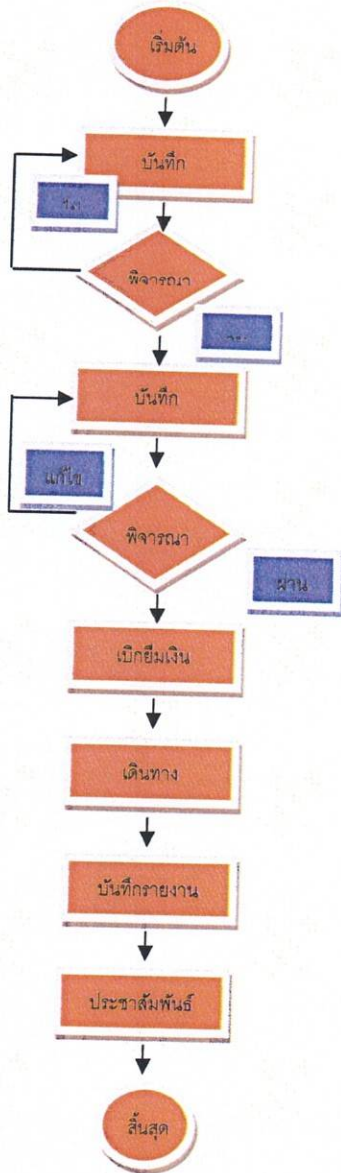 เริ่มต้น
บันทึก
พิจารณา
บันทึก
แก้ไข
พิจารณา
ผ่าน
เบิกยืมเงิน
เดินทาง
บันทึกรายงาน
ประชาสัมพันธ์
สิ้นสุด